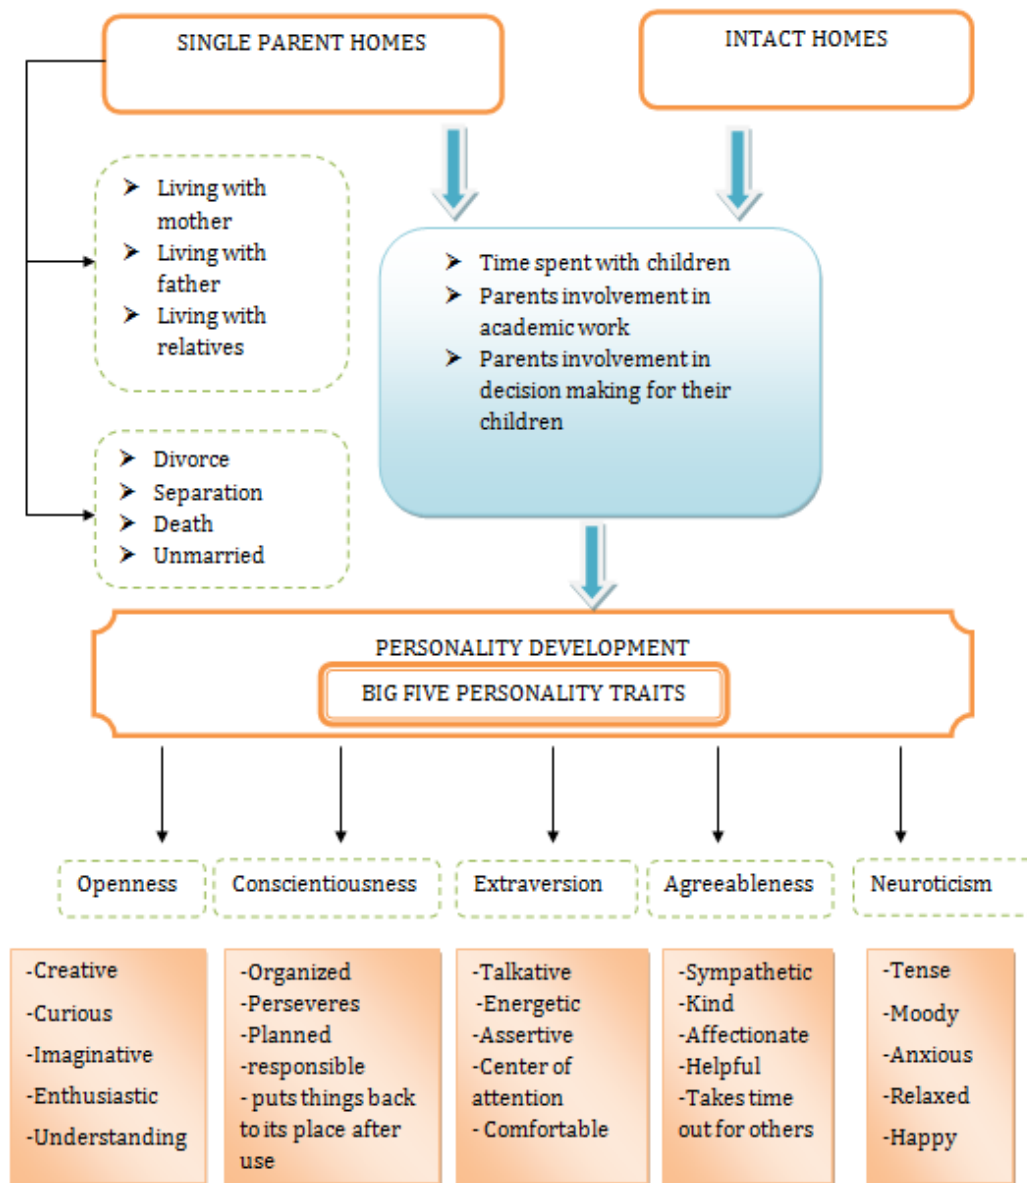 SINGLE PARENT HOMES
INTACT HOMES
➤ Living with
mother
➤ Living with
father
➤ Living with
relatives
➤ Time spent with children
➤ Parents involvement in
academic work
➤ Parents involvement in
decision making for their
children
➤ Divorce
➤ Separation
➤ Death
➤ Unmarried
PERSONALITY DEVELOPMENT
BIG FIVE PERSONALITY TRAITS
Openness
Conscientiousness
Extraversion
Agreeableness
Neuroticism
-Creative
-Curious
-Imaginative
-Enthusiastic
-Understanding
-Organized
-Perseveres
-Planned
-responsible
- puts things back
to its place after
use
-Talkative
-Energetic
-Assertive
-Center of
attention
- Comfortable
-Sympathetic
-Kind
-Affectionate
-Helpful
-Takes time
out for others
-Tense
-Moody
-Anxious
-Relaxed
-Happy